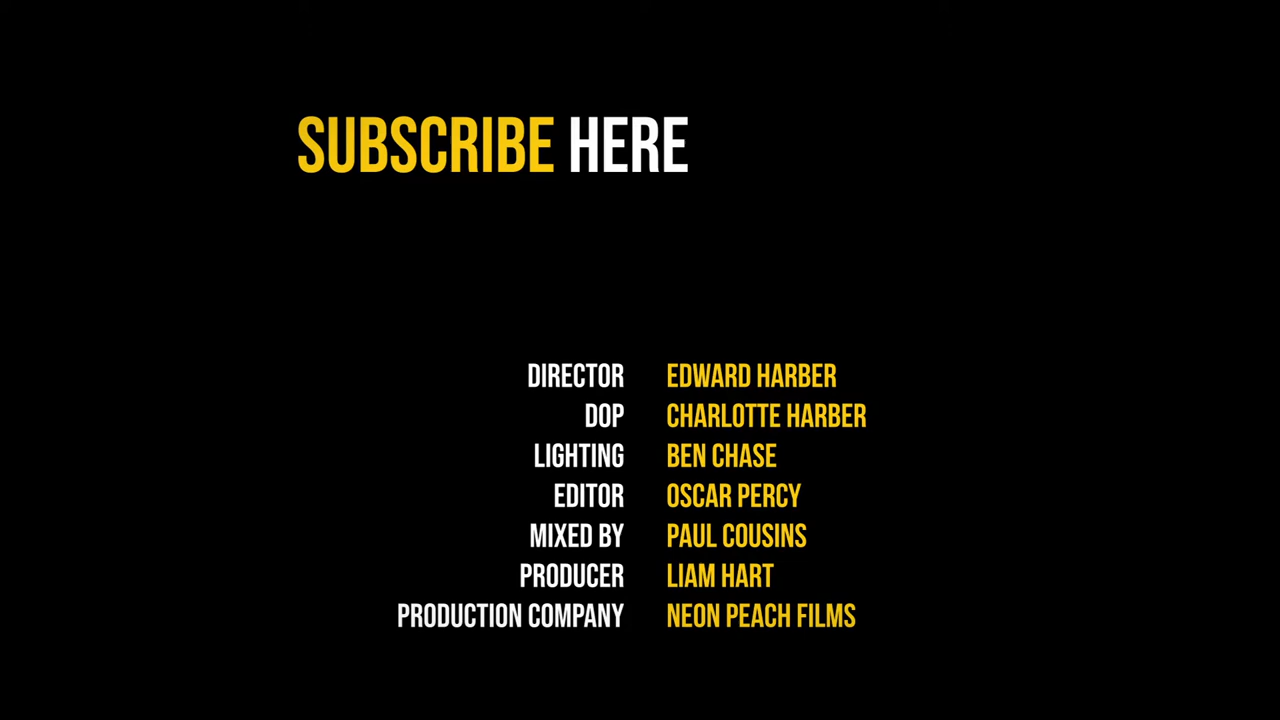 SUBSCRIBE HERE
DIRECTOR EDWARD HARBER
DOP CHARLOTTE HARBER
LIGHTING BEN CHASE
EDITOR OSCAR PERCY
MIXED BY PAUL COUSINS
PRODUCER LIAM HART
PRODUCTION COMPANY NEON PEACH FILMS